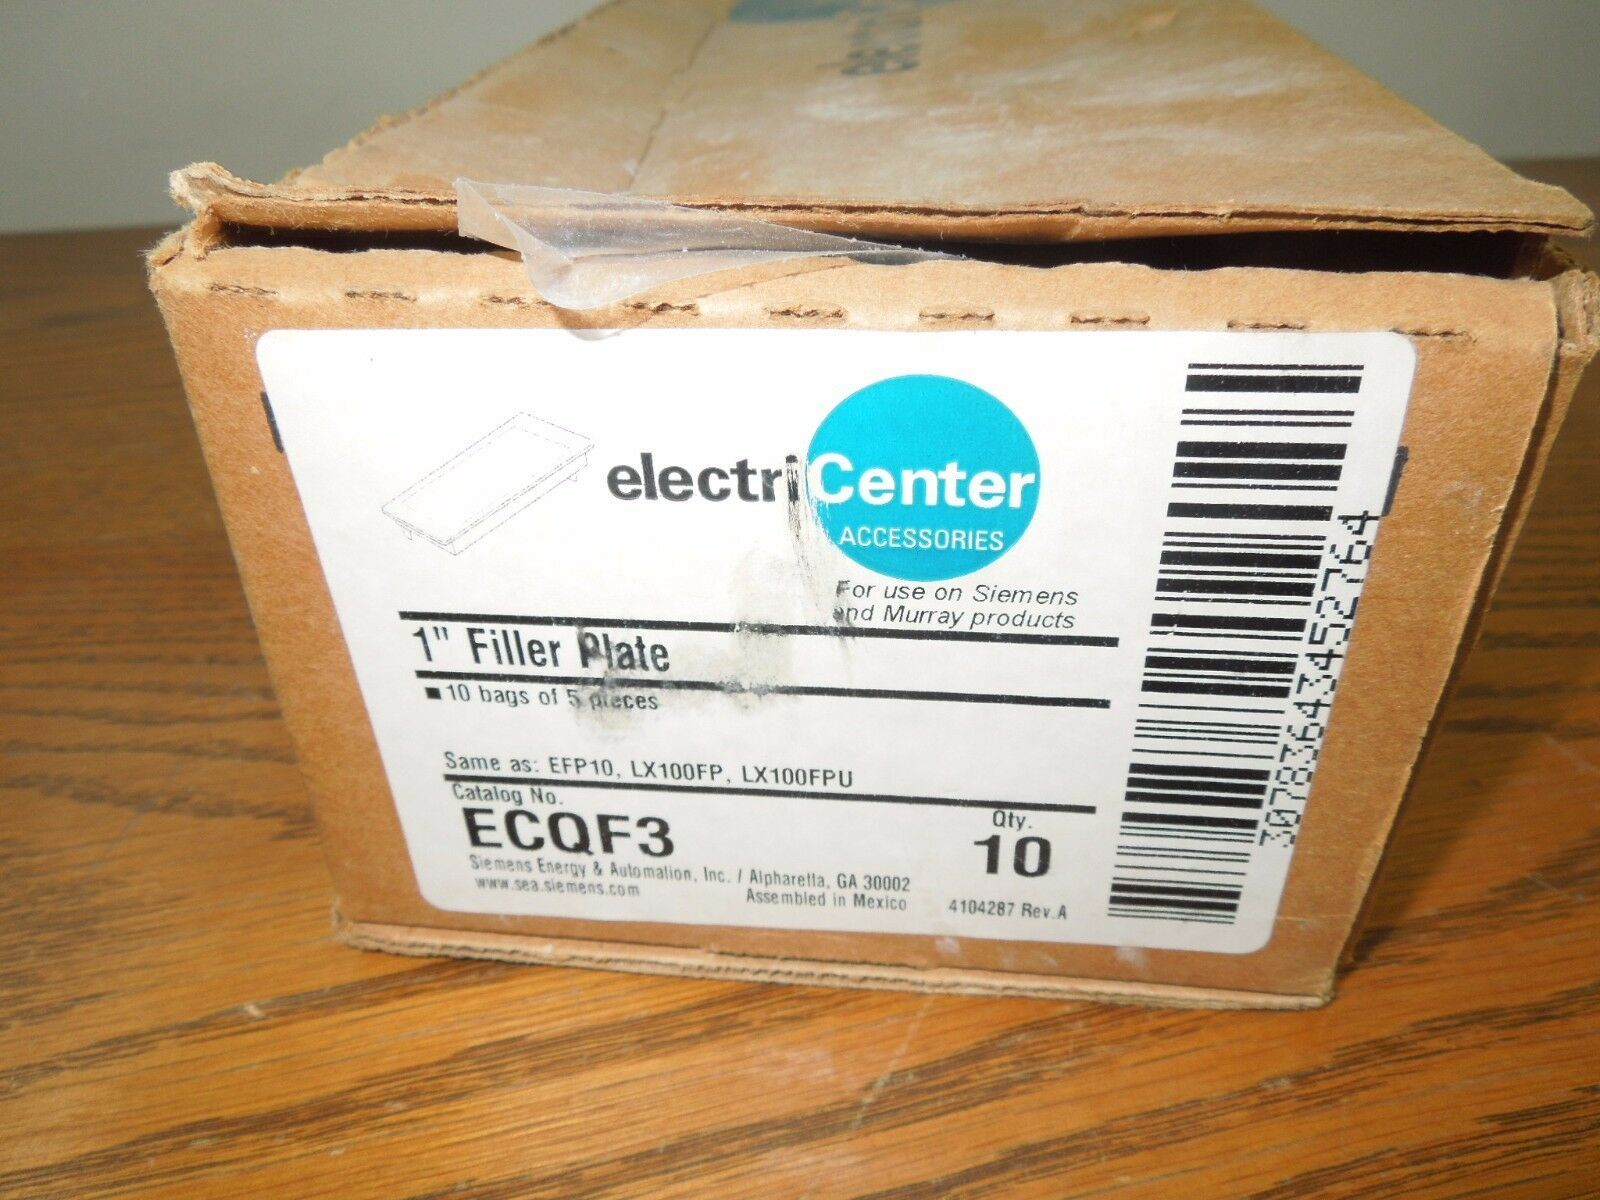 electriCenter
ACCESSORIES
For use on Siemens
and Murray products
1" Filler Plate
■ 10 bags of 5 pieces
Same as: EFP10, LX100FP, LX100FPU
Catalog No.
ECQF3
Qty.
10
Siemens Energy & Automation, Inc. / Alpharetta, GA 30002
www.sea.siemens.com
Assembled in Mexico
4104287 Rev.A
30783643452764